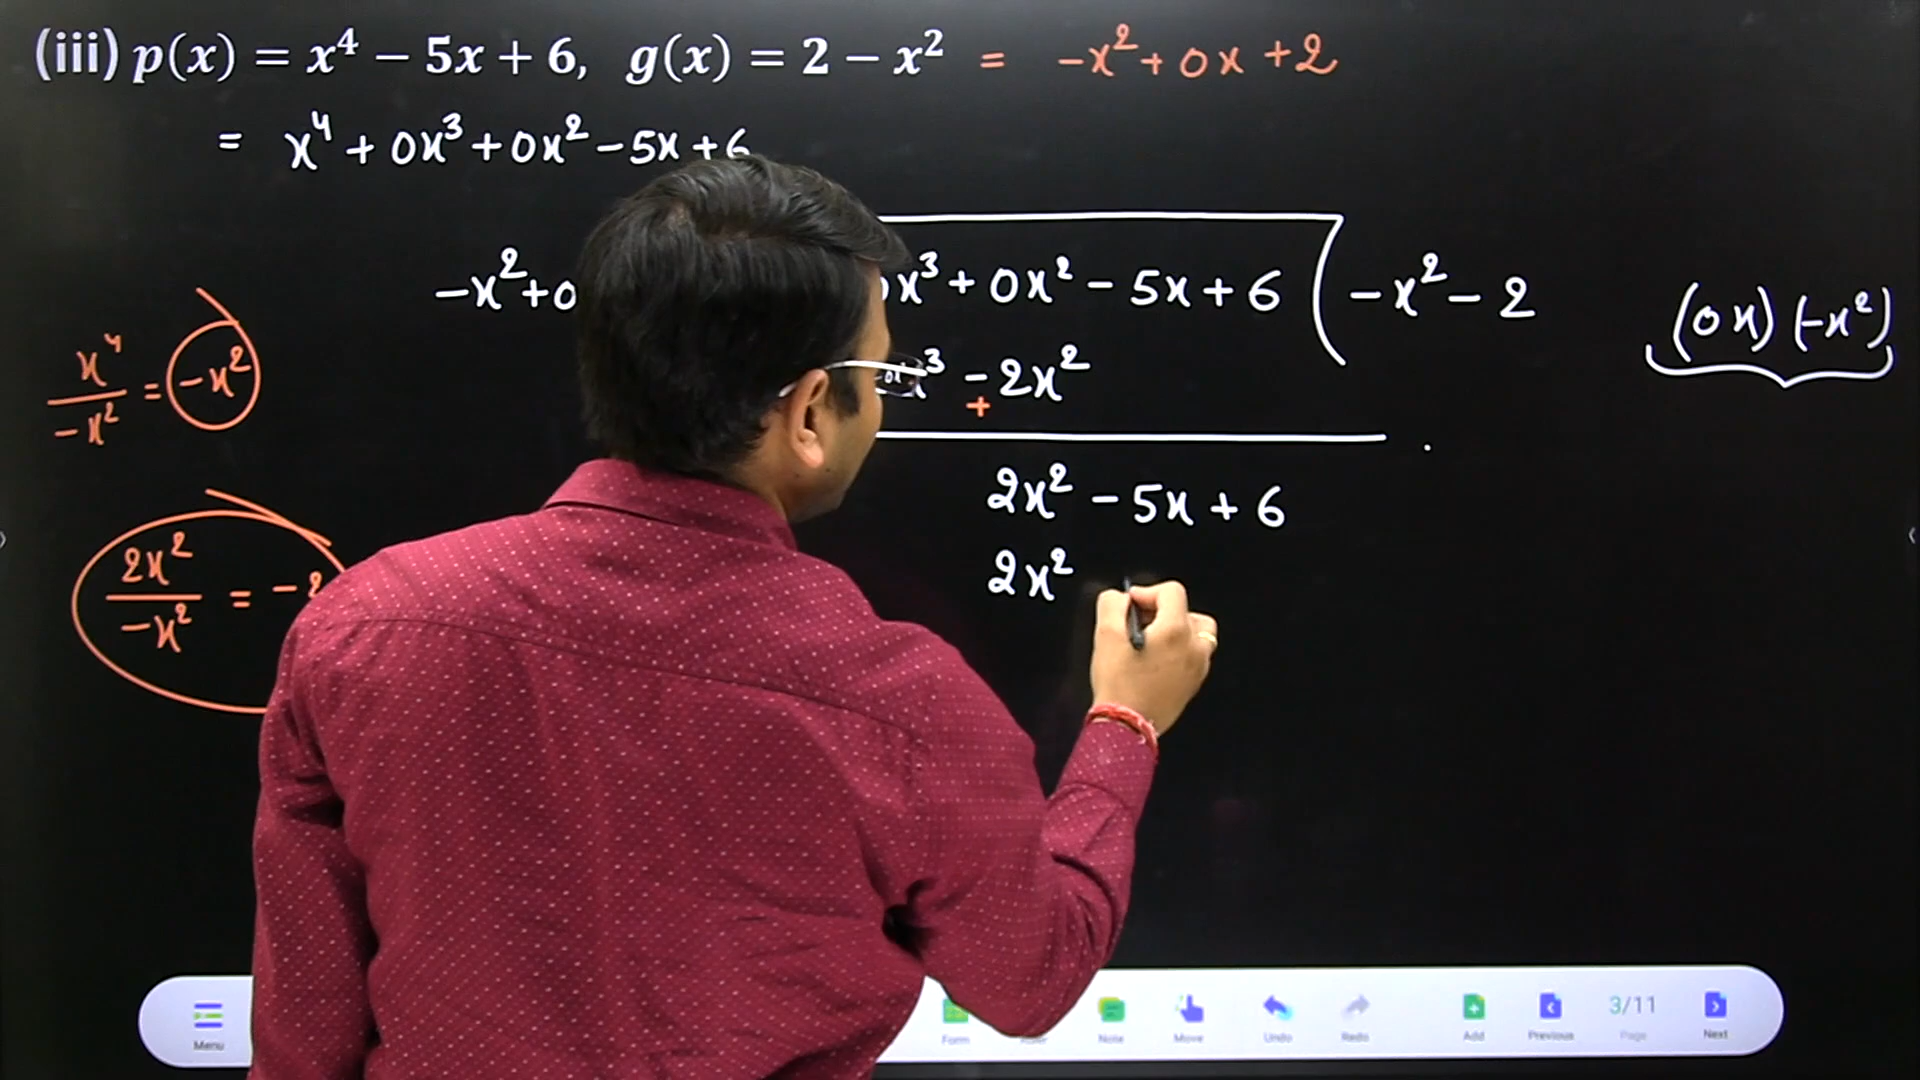 (iii) p(x) = x⁴ − 5x + 6, g(x) = 2 − x² = −x² + 0x + 2
= x⁴ + 0x³ + 0x² − 5x + 6
−x² + 0 x³ + 0x² − 5x + 6 ( −x² − 2
(0x) (−x²)
x⁴/−x² = −x²
x³ − 2x²
+
2x² − 5x + 6
2x²/−x² = −2
2x²
Menu Form Note Move Undo Redo Add Previous 3/11 Page Next